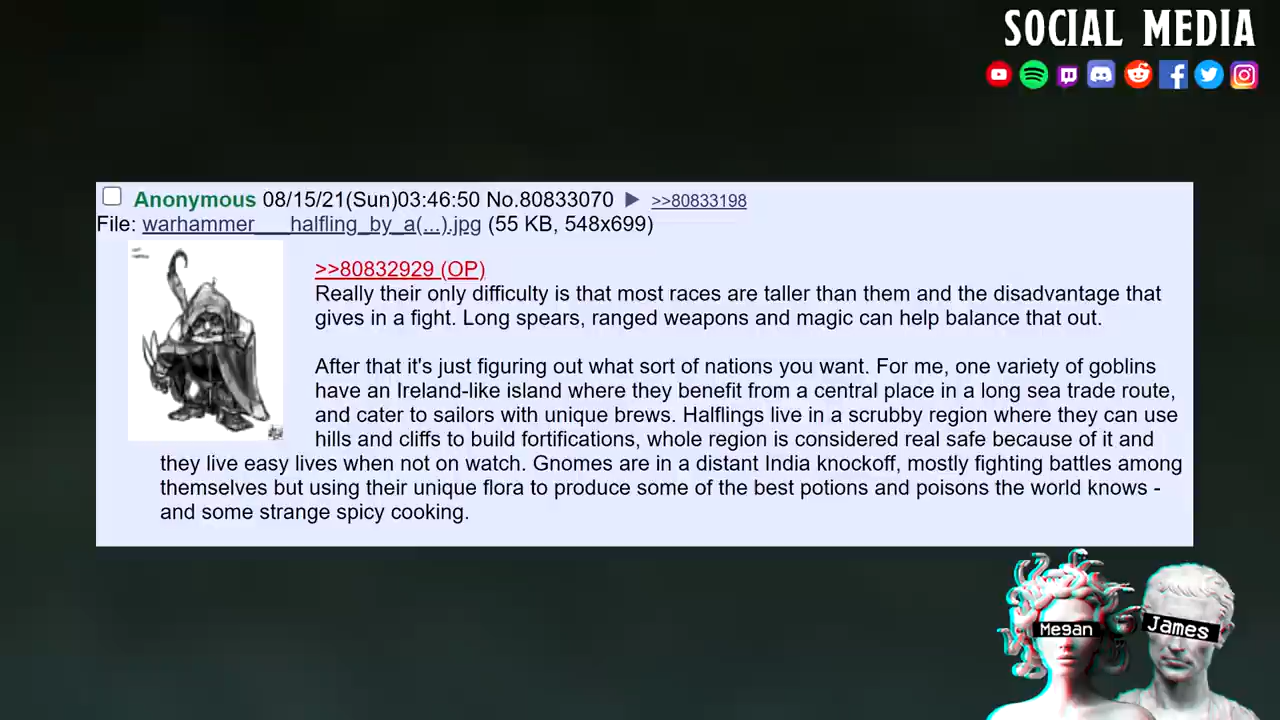 SOCIAL MEDIA
Anonymous 08/15/21(Sun)03:46:50 No.80833070 ▶ >>80833198
File: warhammer___halfling_by_a(...).jpg (55 KB, 548x699)
>>80832929 (OP)
Really their only difficulty is that most races are taller than them and the disadvantage that
gives in a fight. Long spears, ranged weapons and magic can help balance that out.
After that it's just figuring out what sort of nations you want. For me, one variety of goblins
have an Ireland-like island where they benefit from a central place in a long sea trade route,
and cater to sailors with unique brews. Halflings live in a scrubby region where they can use
hills and cliffs to build fortifications, whole region is considered real safe because of it and
they live easy lives when not on watch. Gnomes are in a distant India knockoff, mostly fighting battles among
themselves but using their unique flora to produce some of the best potions and poisons the world knows -
and some strange spicy cooking.
Megan
James